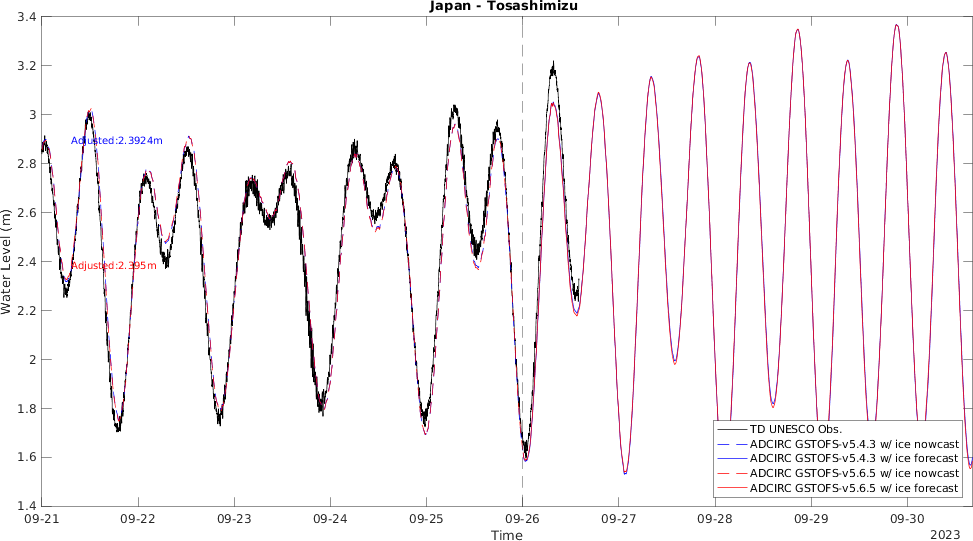 Japan - Tosashimizu
3.4
3.2
3
2.8
2.6
2.4
2.2
2
1.8
1.6
1.4
Water Level (m)
Adjusted:2.3924m
Adjusted:2.395m
TD UNESCO Obs.
ADCIRC GSTOFS-v5.4.3 w/ ice nowcast
ADCIRC GSTOFS-v5.4.3 w/ ice forecast
ADCIRC GSTOFS-v5.6.5 w/ ice nowcast
ADCIRC GSTOFS-v5.6.5 w/ ice forecast
09-21 09-22 09-23 09-24 09-25 09-26 09-27 09-28 09-29 09-30
Time
2023